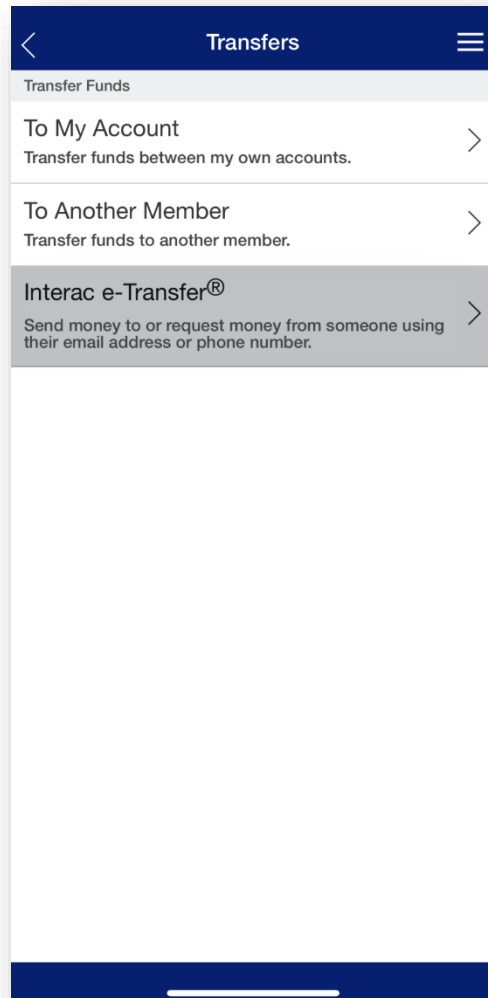 Transfers
Transfer Funds
To My Account
Transfer funds between my own accounts.
To Another Member
Transfer funds to another member.
Interac e-Transfer®
Send money to or request money from someone using
their email address or phone number.